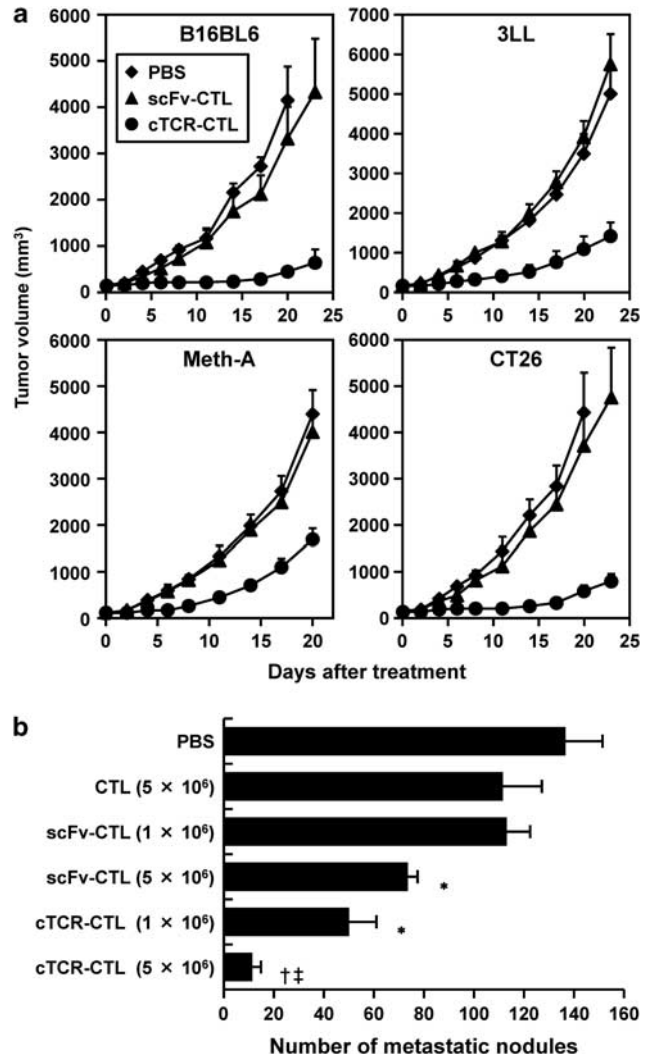 a
B16BL6
3LL
PBS
scFv-CTL
cTCR-CTL
6000
5000
4000
3000
2000
1000
0
0 5 10 15 20 25
7000
6000
5000
4000
3000
2000
1000
0
0 5 10 15 20 25
Tumor volume (mm³)
Meth-A
CT26
6000
5000
4000
3000
2000
1000
0
0 5 10 15 20
6000
5000
4000
3000
2000
1000
0
0 5 10 15 20 25
Days after treatment
b
PBS
CTL (5 × 10⁶)
scFv-CTL (1 × 10⁶)
scFv-CTL (5 × 10⁶) *
cTCR-CTL (1 × 10⁶) *
cTCR-CTL (5 × 10⁶) †‡
0 20 40 60 80 100 120 140 160
Number of metastatic nodules